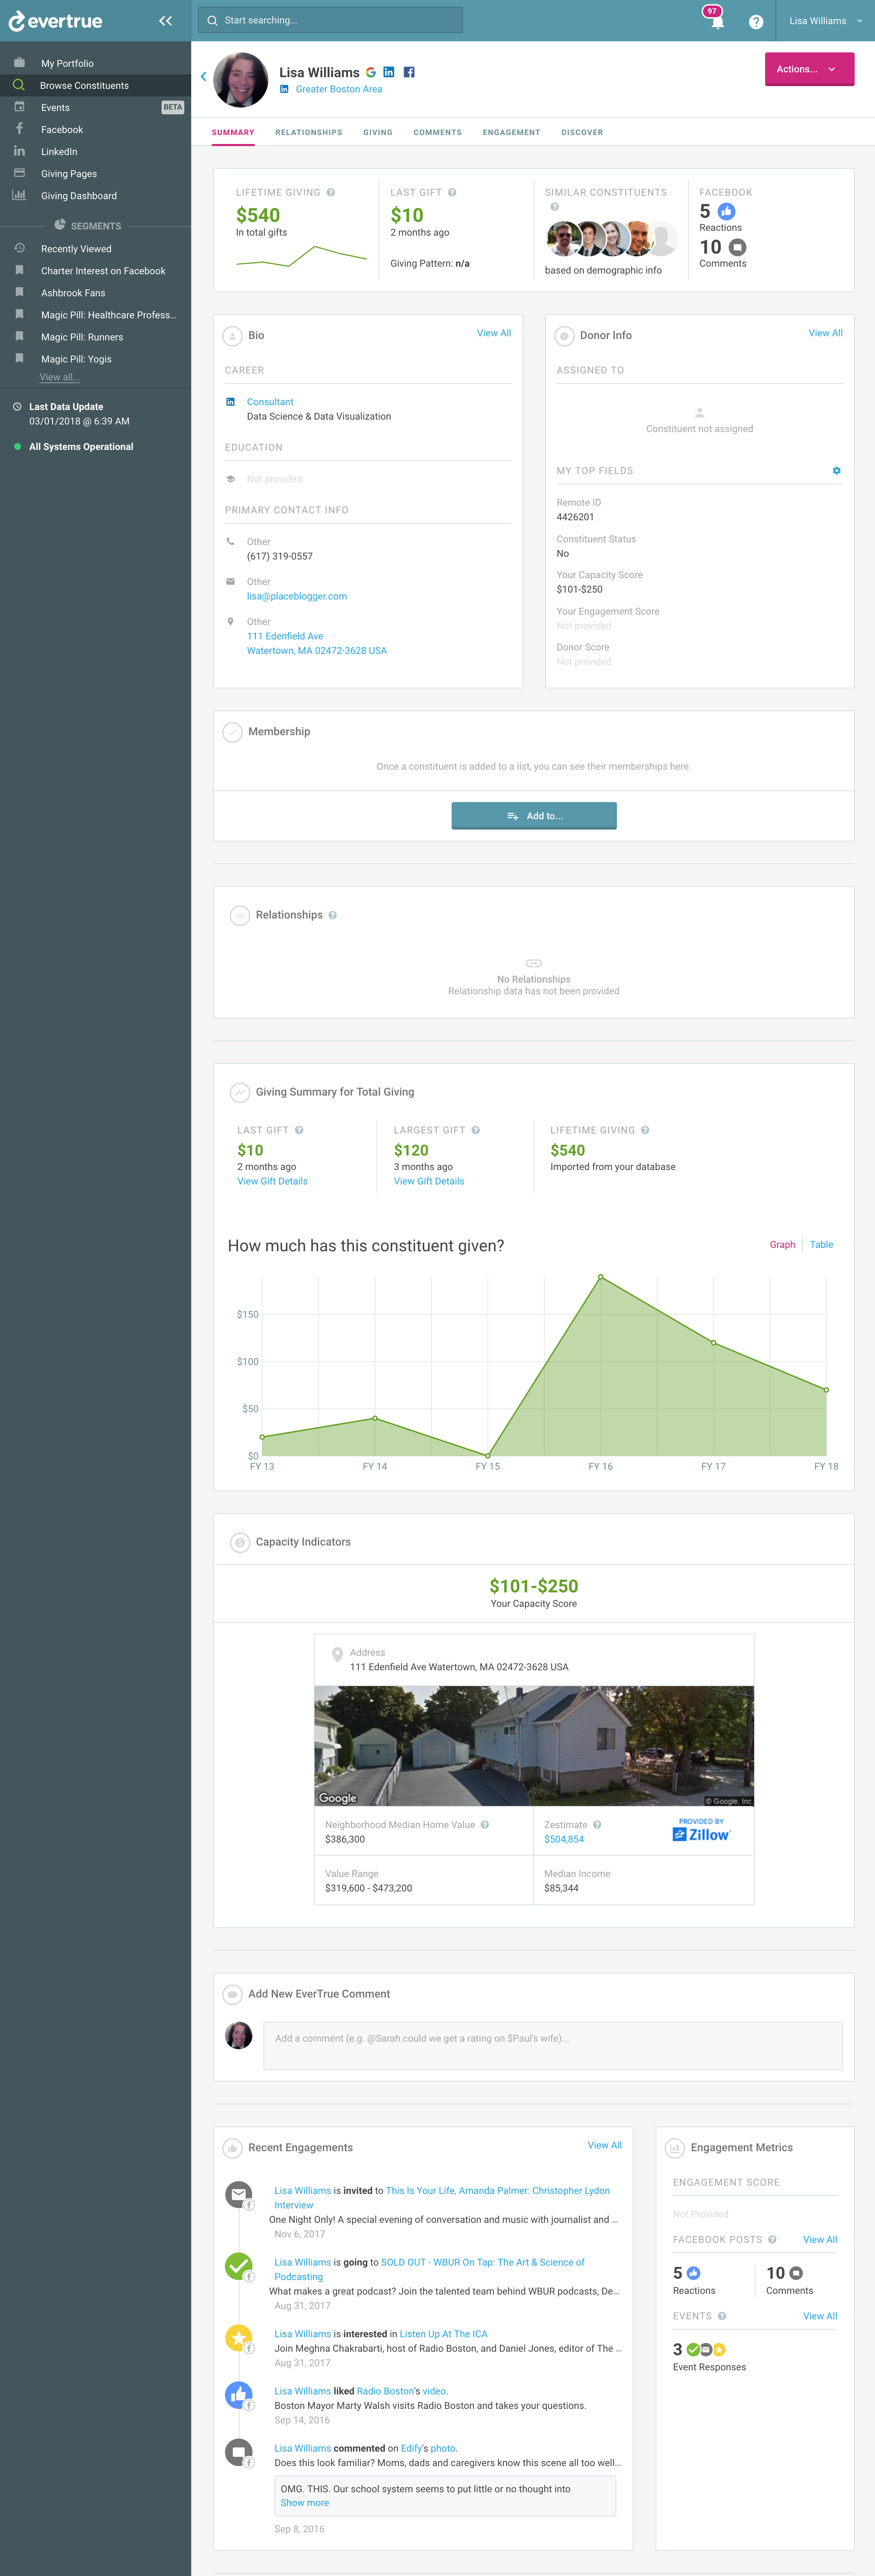 evertrue
Start searching...
97
Lisa Williams
My Portfolio
Browse Constituents
Events
BETA
Facebook
LinkedIn
Giving Pages
Giving Dashboard
SEGMENTS
Recently Viewed
Charter Interest on Facebook
Ashbrook Fans
Magic Pill: Healthcare Profess...
Magic Pill: Runners
Magic Pill: Yogis
View all...
Last Data Update
03/01/2018 @ 6:39 AM
All Systems Operational
Lisa Williams
Greater Boston Area
Actions...
SUMMARY
RELATIONSHIPS
GIVING
COMMENTS
ENGAGEMENT
DISCOVER
LIFETIME GIVING
$540
In total gifts
LAST GIFT
$10
2 months ago
Giving Pattern: n/a
SIMILAR CONSTITUENTS
based on demographic info
FACEBOOK
5
Reactions
10
Comments
Bio
View All
CAREER
Consultant
Data Science & Data Visualization
EDUCATION
Not provided
PRIMARY CONTACT INFO
Other
(617) 319-0557
Other
lisa@placeblogger.com
Other
111 Edenfield Ave
Watertown, MA 02472-3628 USA
Donor Info
View All
ASSIGNED TO
Constituent not assigned
MY TOP FIELDS
Remote ID
4426201
Constituent Status
No
Your Capacity Score
$101-$250
Your Engagement Score
Not provided
Donor Score
Not provided
Membership
Once a constituent is added to a list, you can see their memberships here.
Add to...
Relationships
No Relationships
Relationship data has not been provided
Giving Summary for Total Giving
LAST GIFT
$10
2 months ago
View Gift Details
LARGEST GIFT
$120
3 months ago
View Gift Details
LIFETIME GIVING
$540
Imported from your database
How much has this constituent given?
Graph
Table
$150
$100
$50
$0
FY 13
FY 14
FY 15
FY 16
FY 17
FY 18
Capacity Indicators
$101-$250
Your Capacity Score
Address
111 Edenfield Ave Watertown, MA 02472-3628 USA
Google
© Google, Inc
Neighborhood Median Home Value
$386,300
Zestimate
$504,854
PROVIDED BY
Zillow
Value Range
$319,600 - $473,200
Median Income
$85,344
Add New EverTrue Comment
Add a comment (e.g. @Sarah could we get a rating on $Paul's wife)...
Recent Engagements
View All
Lisa Williams is invited to This Is Your Life, Amanda Palmer: Christopher Lydon
Interview
One Night Only! A special evening of conversation and music with journalist and ...
Nov 6, 2017
Lisa Williams is going to SOLD OUT - WBUR On Tap: The Art & Science of
Podcasting
What makes a great podcast? Join the talented team behind WBUR podcasts, De...
Aug 31, 2017
Lisa Williams is interested in Listen Up At The ICA
Join Meghna Chakrabarti, host of Radio Boston, and Daniel Jones, editor of The ...
Aug 31, 2017
Lisa Williams liked Radio Boston's video.
Boston Mayor Marty Walsh visits Radio Boston and takes your questions.
Sep 14, 2016
Lisa Williams commented on Edify's photo.
Does this look familiar? Moms, dads and caregivers know this scene all too well...
OMG. THIS. Our school system seems to put little or no thought into
Show more
Sep 8, 2016
Engagement Metrics
ENGAGEMENT SCORE
Not Provided
FACEBOOK POSTS
View All
5
Reactions
10
Comments
EVENTS
View All
3
Event Responses